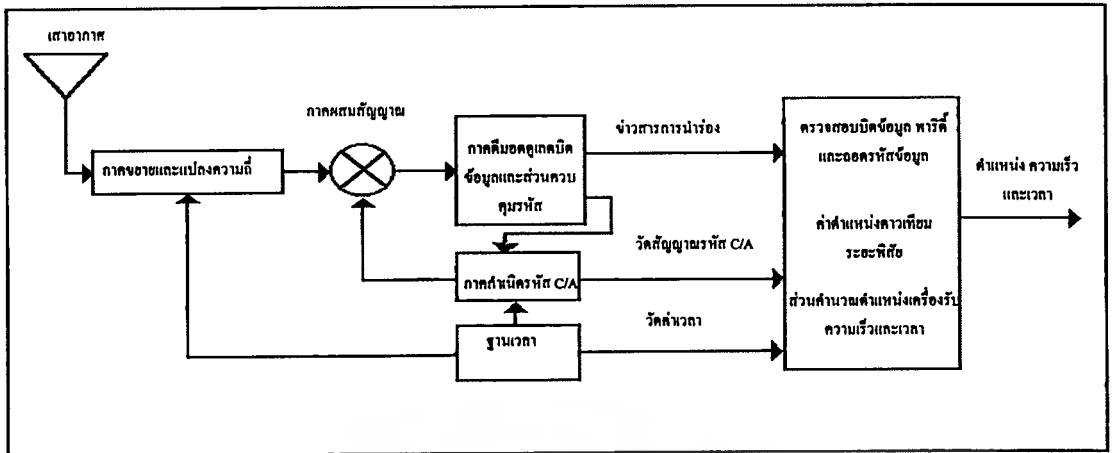 เสาอากาศ
ภาคผสมสัญญาณ
ภาคขยายและแปลงความถี่
ภาคดีมอดดูเลตบิต
ข้อมูลและส่วนควบ
คุมรหัส
ข่าวสารการนำร่อง
ตรวจสอบบิตข้อมูล พาริตี้
และถอดรหัสข้อมูล
ค่าตำแหน่งดาวเทียม
ระยะพิสัย
ส่วนคำนวณตำแหน่งเครื่องรับ
ความเร็วและเวลา
ตำแหน่ง ความเร็ว
และเวลา
วัดสัญญาณรหัส C/A
ภาคกำเนิดรหัส C/A
วัดค่าเวลา
ฐานเวลา